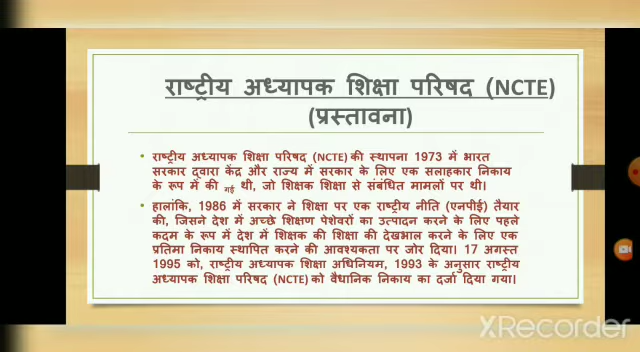 राष्ट्रीय अध्यापक शिक्षा परिषद (NCTE)
(प्रस्तावना)
• राष्ट्रीय अध्यापक शिक्षा परिषद (NCTE) की स्थापना 1973 में भारत
सरकार द्वारा केंद्र और राज्य में सरकार के लिए एक सलाहकार निकाय
के रूप में की गई थी, जो शिक्षक शिक्षा से संबंधित मामलों पर थी।
• हालांकि, 1986 में सरकार ने शिक्षा पर एक राष्ट्रीय नीति (एनपीई) तैयार
की, जिसने देश में अच्छे शिक्षण पेशेवरों का उत्पादन करने के लिए पहले
कदम के रूप में देश में शिक्षक की शिक्षा की देखभाल करने के लिए एक
प्रतिमा निकाय स्थापित करने की आवश्यकता पर जोर दिया। 17 अगस्त
1995 को, राष्ट्रीय अध्यापक शिक्षा अधिनियम, 1993 के अनुसार राष्ट्रीय
अध्यापक शिक्षा परिषद (NCTE) को वैधानिक निकाय का दर्जा दिया गया।
XRecorder